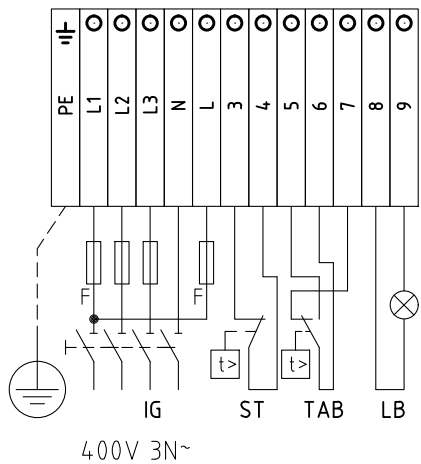 PE L1 L2 L3 N L 3 4 5 6 7 8 9
F F
t> t>
IG ST TAB LB
400V 3N~